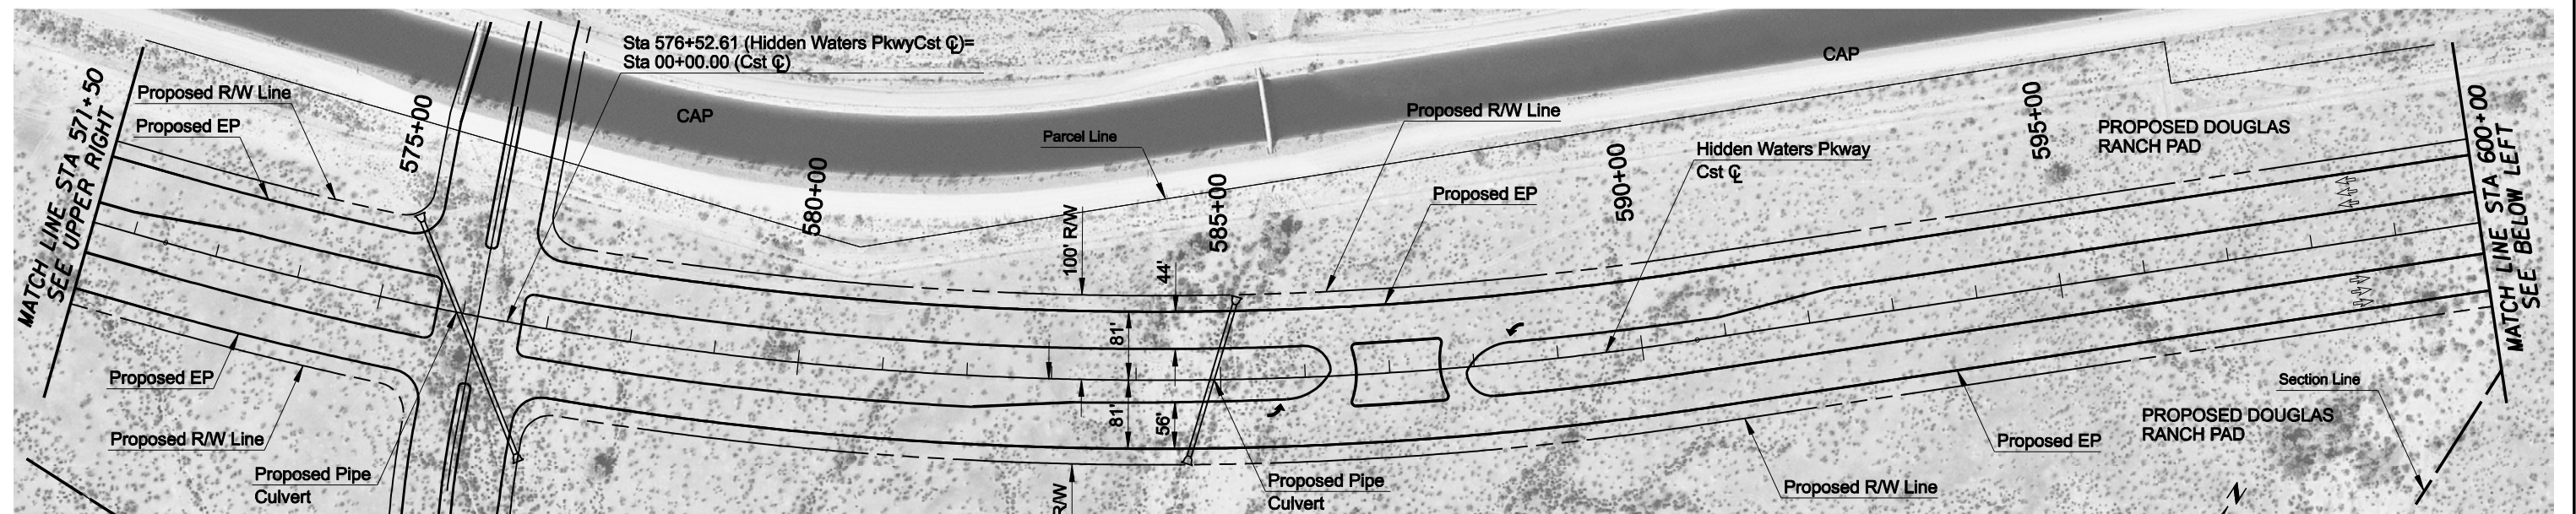 MATCH LINE STA 571+50
SEE UPPER RIGHT
Proposed R/W Line
Proposed EP
575+00
Sta 576+52.61 (Hidden Waters PkwyCst ℄)=
Sta 00+00.00 (Cst ℄)
CAP
580+00
Parcel Line
100' R/W
44'
585+00
Proposed R/W Line
Proposed EP
590+00
Hidden Waters Pkway
Cst ℄
CAP
595+00
PROPOSED DOUGLAS
RANCH PAD
MATCH LINE STA 600+00
SEE BELOW LEFT
81'
81'
56'
R/W
Proposed EP
Proposed R/W Line
Proposed Pipe
Culvert
Proposed Pipe
Culvert
Proposed R/W Line
Proposed EP
Section Line
PROPOSED DOUGLAS
RANCH PAD
N